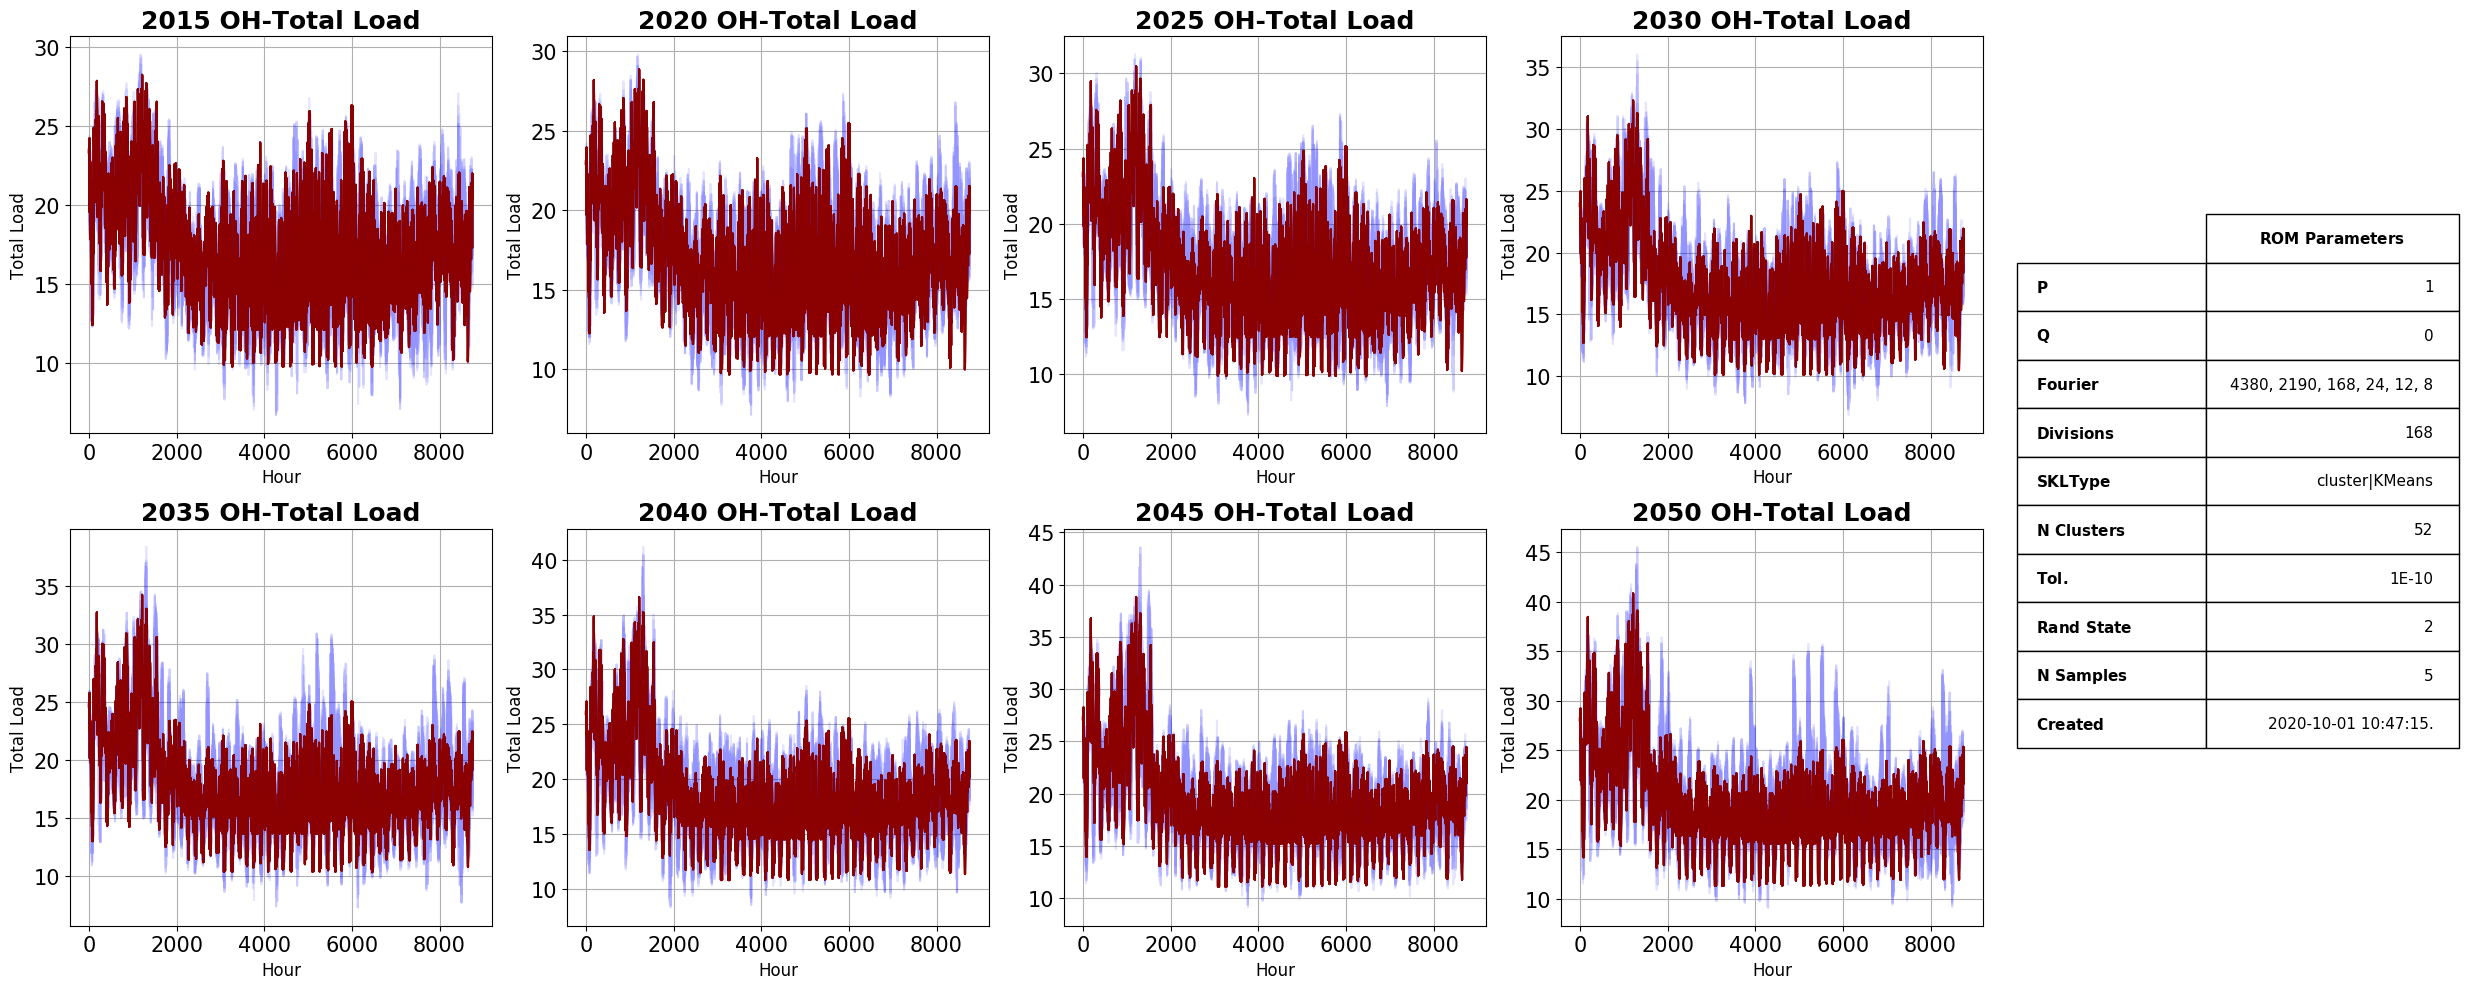 2015 OH-Total Load
30
25
20
15
10
Total Load
0 2000 4000 6000 8000
Hour
2020 OH-Total Load
30
25
20
15
10
Total Load
0 2000 4000 6000 8000
Hour
2025 OH-Total Load
30
25
20
15
10
Total Load
0 2000 4000 6000 8000
Hour
2030 OH-Total Load
35
30
25
20
15
10
Total Load
0 2000 4000 6000 8000
Hour
2035 OH-Total Load
35
30
25
20
15
10
Total Load
0 2000 4000 6000 8000
Hour
2040 OH-Total Load
40
35
30
25
20
15
10
Total Load
0 2000 4000 6000 8000
Hour
2045 OH-Total Load
45
40
35
30
25
20
15
10
Total Load
0 2000 4000 6000 8000
Hour
2050 OH-Total Load
45
40
35
30
25
20
15
10
Total Load
0 2000 4000 6000 8000
Hour
ROM Parameters
P 1
Q 0
Fourier 4380, 2190, 168, 24, 12, 8
Divisions 168
SKLType cluster|KMeans
N Clusters 52
Tol. 1E-10
Rand State 2
N Samples 5
Created 2020-10-01 10:47:15.